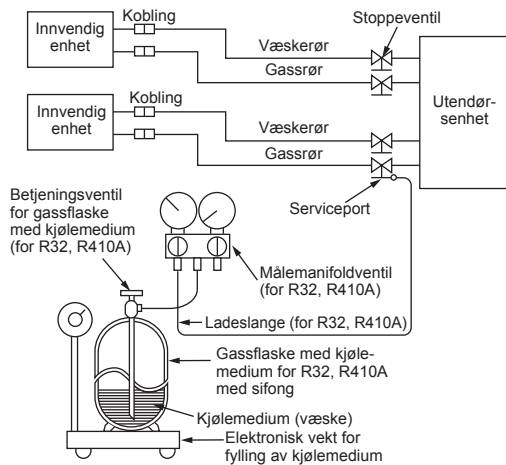 Kobling
Stoppeventil
Innvendig
enhet
Væskerør
Gassrør
Utendør-
senhet
Kobling
Innvendig
enhet
Væskerør
Gassrør
Serviceport
Betjeningsventil
for gassflaske
med kjølemedium
(for R32, R410A)
Målemanifoldventil
(for R32, R410A)
Ladeslange (for R32, R410A)
Gassflaske med kjøle-
medium for R32, R410A
med sifong
Kjølemedium (væske)
Elektronisk vekt for
fylling av kjølemedium